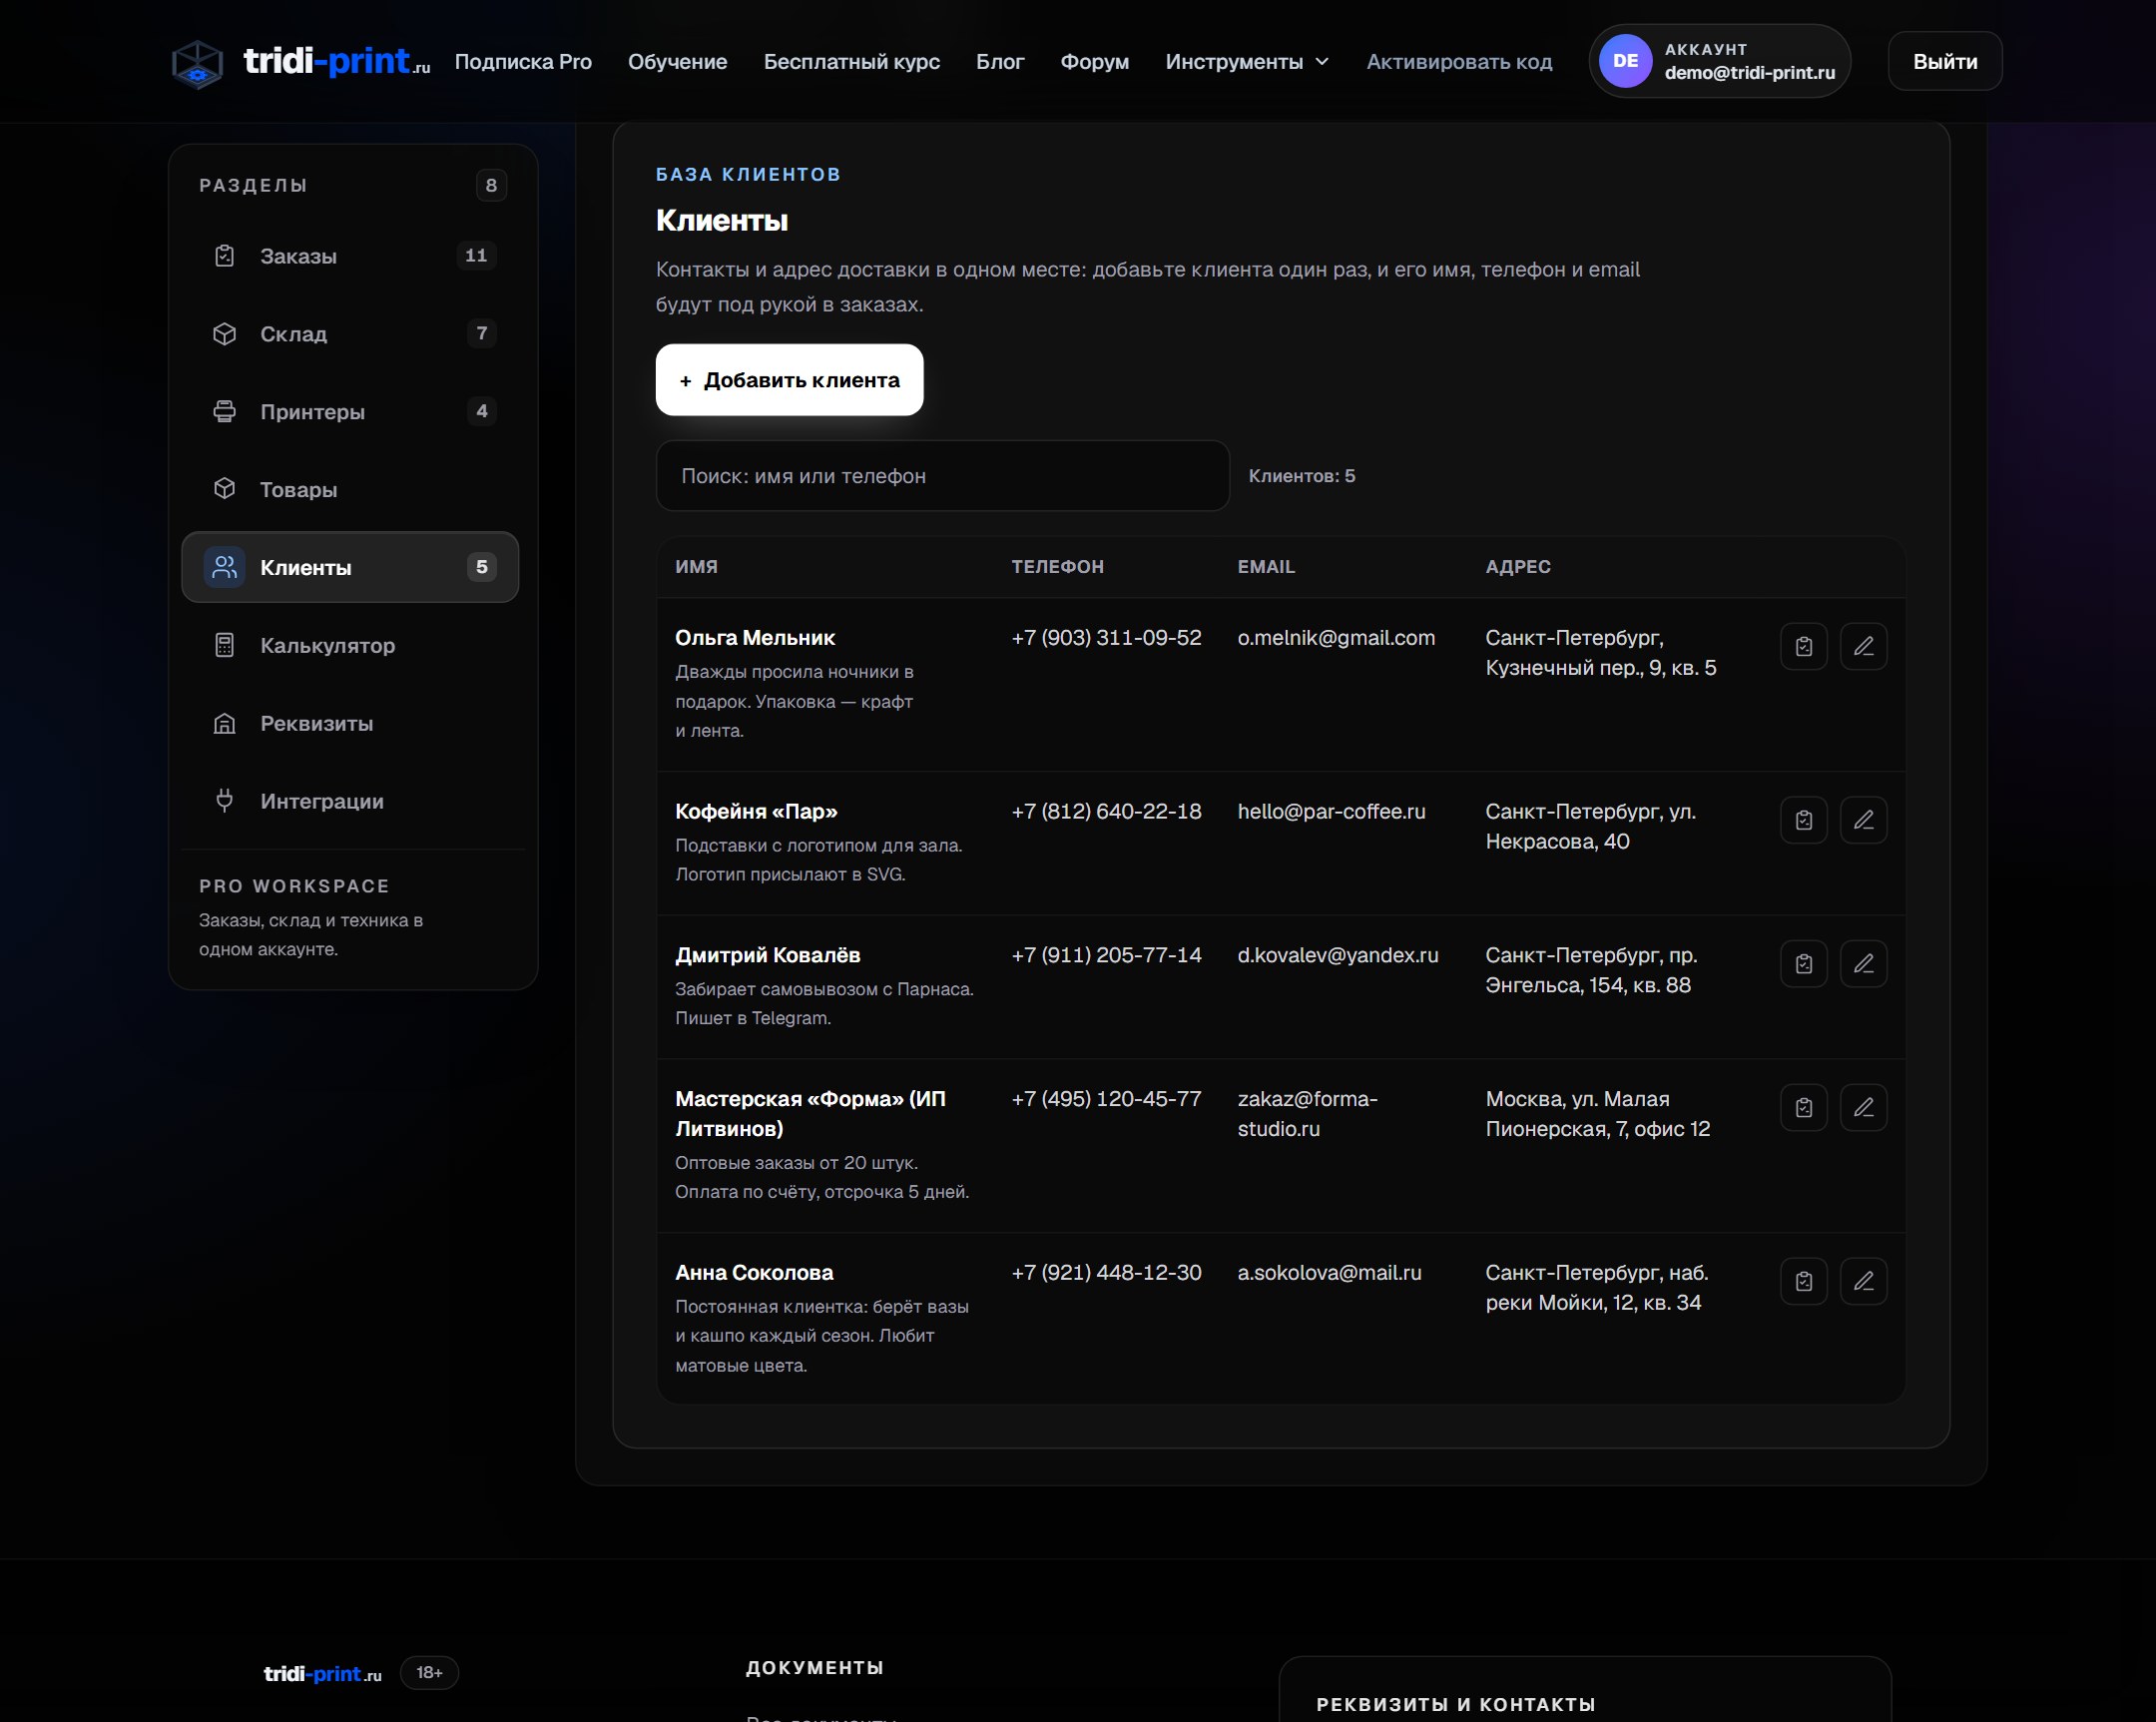 tridi-print.ru Подписка Pro Обучение Бесплатный курс Блог Форум Инструменты Активировать код DE АККАУНТ demo@tridi-print.ru Выйти
РАЗДЕЛЫ 8
Заказы 11
Склад 7
Принтеры 4
Товары
Клиенты 5
Калькулятор
Реквизиты
Интеграции
PRO WORKSPACE
Заказы, склад и техника в
одном аккаунте.
БАЗА КЛИЕНТОВ
Клиенты
Контакты и адрес доставки в одном месте: добавьте клиента один раз, и его имя, телефон и email
будут под рукой в заказах.
+ Добавить клиента
Поиск: имя или телефон Клиентов: 5
ИМЯ ТЕЛЕФОН EMAIL АДРЕС
Ольга Мельник +7 (903) 311-09-52 o.melnik@gmail.com Санкт-Петербург,
Кузнечный пер., 9, кв. 5
Дважды просила ночники в
подарок. Упаковка — крафт
и лента.
Кофейня «Пар» +7 (812) 640-22-18 hello@par-coffee.ru Санкт-Петербург, ул.
Некрасова, 40
Подставки с логотипом для зала.
Логотип присылают в SVG.
Дмитрий Ковалёв +7 (911) 205-77-14 d.kovalev@yandex.ru Санкт-Петербург, пр.
Энгельса, 154, кв. 88
Забирает самовывозом с Парнаса.
Пишет в Telegram.
Мастерская «Форма» (ИП +7 (495) 120-45-77 zakaz@forma- Москва, ул. Малая
Литвинов) studio.ru Пионерская, 7, офис 12
Оптовые заказы от 20 штук.
Оплата по счёту, отсрочка 5 дней.
Анна Соколова +7 (921) 448-12-30 a.sokolova@mail.ru Санкт-Петербург, наб.
реки Мойки, 12, кв. 34
Постоянная клиентка: берёт вазы
и кашпо каждый сезон. Любит
матовые цвета.
tridi-print.ru 18+
ДОКУМЕНТЫ
РЕКВИЗИТЫ И КОНТАКТЫ